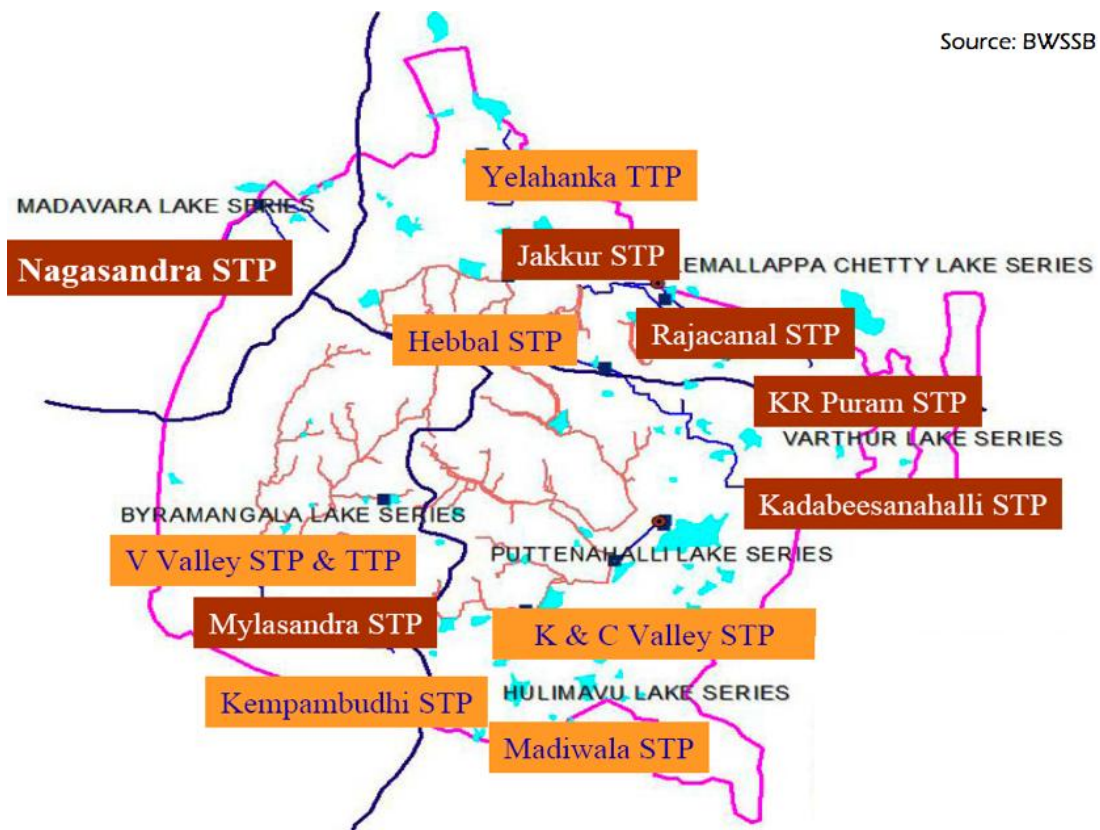 Source: BWSSB
Yelahanka TTP
MADAVARA LAKE SERIES
Nagasandra STP
Jakkur STP
LEMALLAPPA CHETTY LAKE SERIES
Hebbal STP
Rajacanal STP
KR Puram STP
VARTHUR LAKE SERIES
Kadabeesanahalli STP
BYRAMANGALA LAKE SERIES
PUTTENAHALLI LAKE SERIES
V Valley STP & TTP
Mylasandra STP
K & C Valley STP
Kempambudhi STP
HULIMAVU LAKE SERIES
Madiwala STP